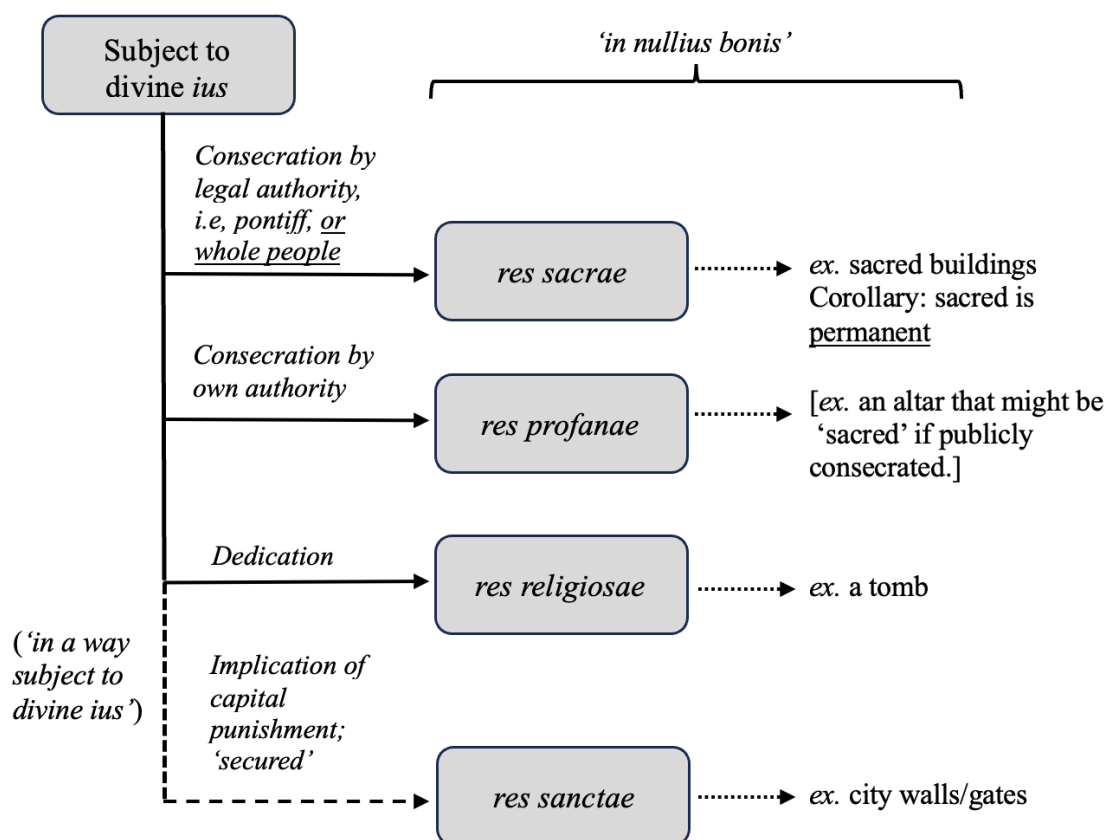 Subject to
divine ius
‘in nullius bonis’
Consecration by
legal authority,
i.e, pontiff, or
whole people
res sacrae
ex. sacred buildings
Corollary: sacred is
permanent
Consecration by
own authority
res profanae
[ex. an altar that might be
‘sacred’ if publicly
consecrated.]
Dedication
res religiosae
ex. a tomb
(‘in a way
subject to
divine ius’)
Implication of
capital
punishment;
‘secured’
res sanctae
ex. city walls/gates